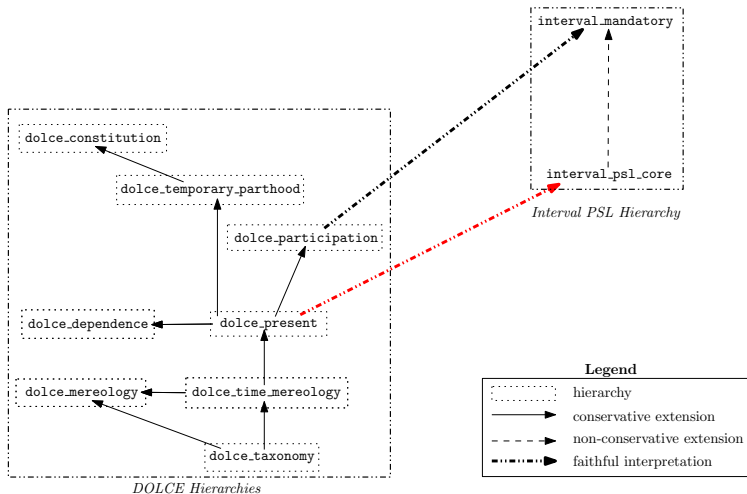 interval_mandatory
dolce_constitution
interval_psl_core
dolce_temporary_parthood
Interval PSL Hierarchy
dolce_participation
dolce_dependence
dolce_present
Legend
dolce_mereology
dolce_time_mereology
hierarchy
conservative extension
non-conservative extension
dolce_taxonomy
faithful interpretation
DOLCE Hierarchies